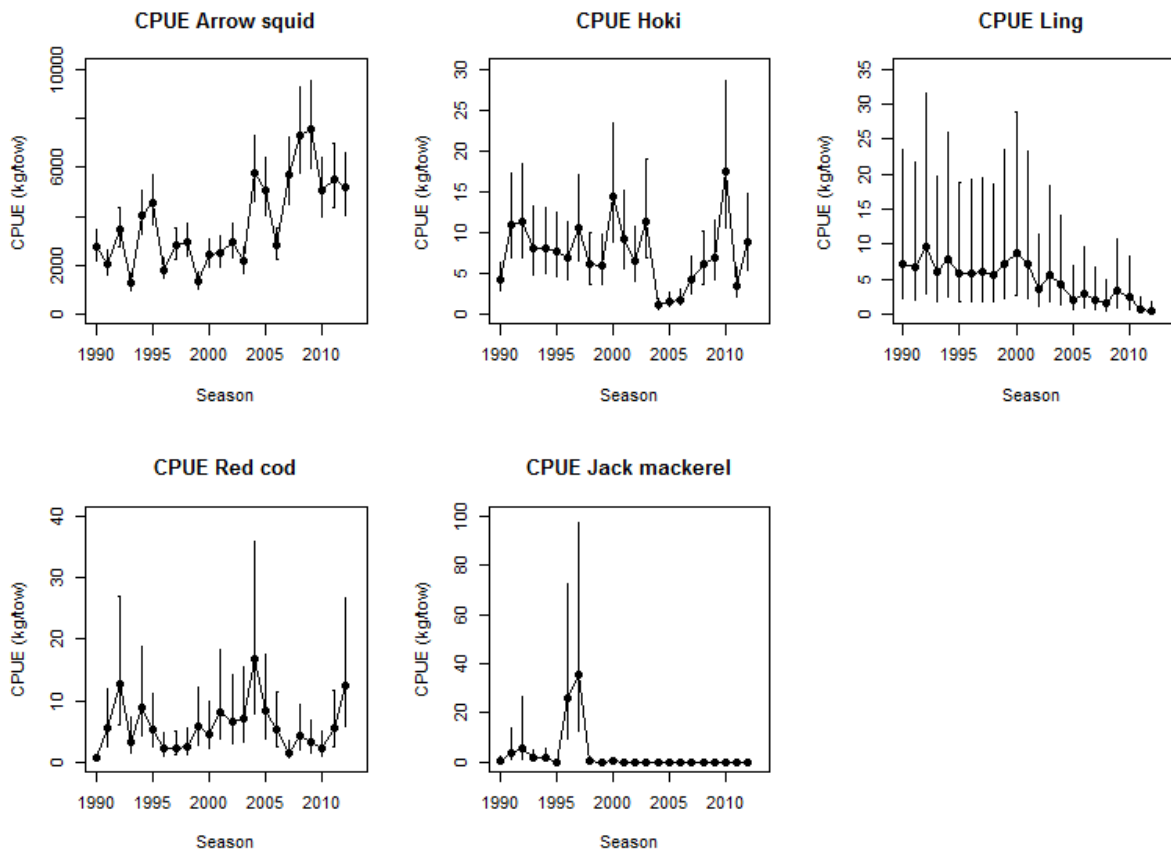 CPUE Arrow squid
CPUE (kg/tow)
10000
6000
2000
0
1990 1995 2000 2005 2010
Season
CPUE Hoki
CPUE (kg/tow)
30
25
20
15
10
5
0
1990 1995 2000 2005 2010
Season
CPUE Ling
CPUE (kg/tow)
35
30
25
20
15
10
5
0
1990 1995 2000 2005 2010
Season
CPUE Red cod
CPUE (kg/tow)
40
30
20
10
0
1990 1995 2000 2005 2010
Season
CPUE Jack mackerel
CPUE (kg/tow)
100
80
60
40
20
0
1990 1995 2000 2005 2010
Season